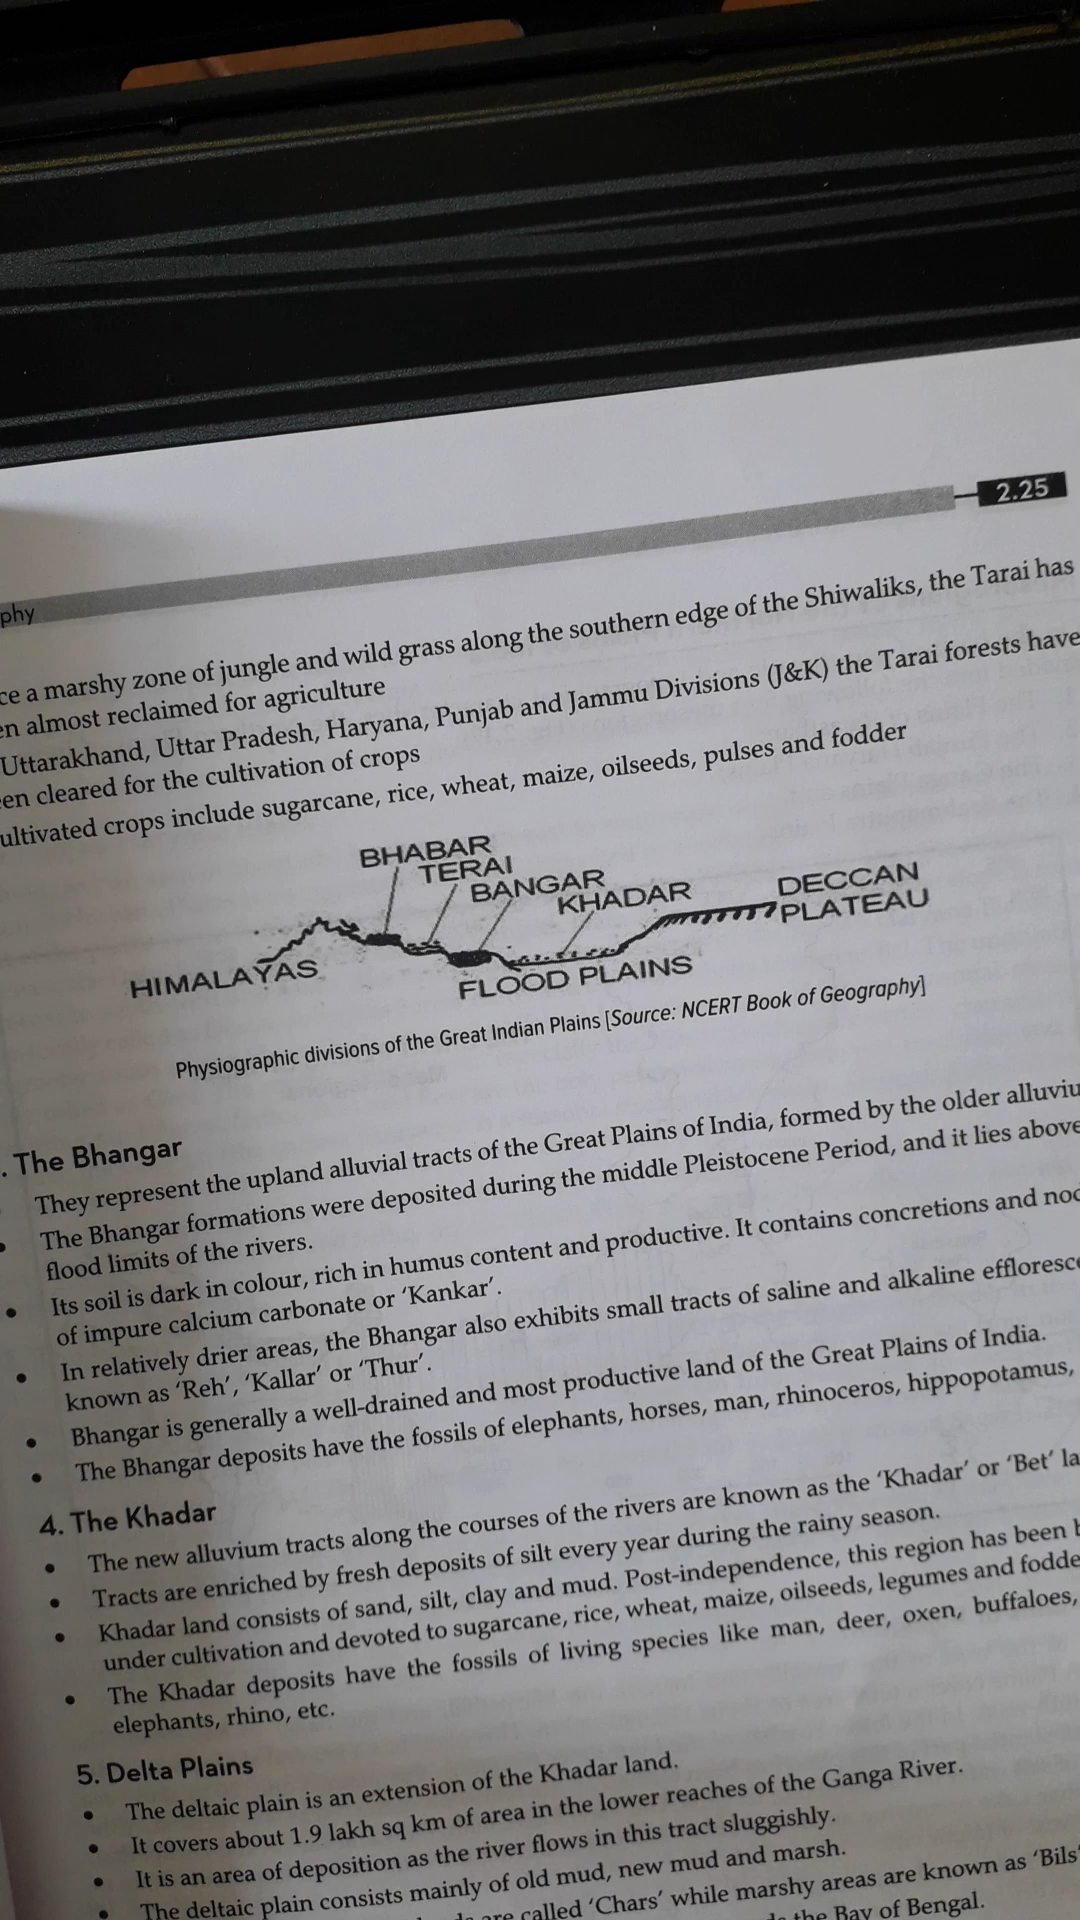 2.25
phy
ce a marshy zone of jungle and wild grass along the southern edge of the Shiwaliks, the Tarai has
en almost reclaimed for agriculture
Uttarakhand, Uttar Pradesh, Haryana, Punjab and Jammu Divisions (J&K) the Tarai forests have
een cleared for the cultivation of crops
ultivated crops include sugarcane, rice, wheat, maize, oilseeds, pulses and fodder
BHABAR
TERAI
BANGAR
KHADAR
DECCAN
PLATEAU
HIMALAYAS
FLOOD PLAINS
Physiographic divisions of the Great Indian Plains [Source: NCERT Book of Geography]
. The Bhangar
They represent the upland alluvial tracts of the Great Plains of India, formed by the older alluviu
• The Bhangar formations were deposited during the middle Pleistocene Period, and it lies above
flood limits of the rivers.
• Its soil is dark in colour, rich in humus content and productive. It contains concretions and nod
of impure calcium carbonate or 'Kankar'.
• In relatively drier areas, the Bhangar also exhibits small tracts of saline and alkaline effloresce
known as 'Reh', 'Kallar' or 'Thur'.
• Bhangar is generally a well-drained and most productive land of the Great Plains of India.
• The Bhangar deposits have the fossils of elephants, horses, man, rhinoceros, hippopotamus,
4. The Khadar
• The new alluvium tracts along the courses of the rivers are known as the 'Khadar' or 'Bet' la
• Tracts are enriched by fresh deposits of silt every year during the rainy season.
• Khadar land consists of sand, silt, clay and mud. Post-independence, this region has been b
under cultivation and devoted to sugarcane, rice, wheat, maize, oilseeds, legumes and fodde
• The Khadar deposits have the fossils of living species like man, deer, oxen, buffaloes,
elephants, rhino, etc.
5. Delta Plains
• The deltaic plain is an extension of the Khadar land.
• It covers about 1.9 lakh sq km of area in the lower reaches of the Ganga River.
• It is an area of deposition as the river flows in this tract sluggishly.
• The deltaic plain consists mainly of old mud, new mud and marsh.
are called 'Chars' while marshy areas are known as 'Bils'
the Bay of Bengal.